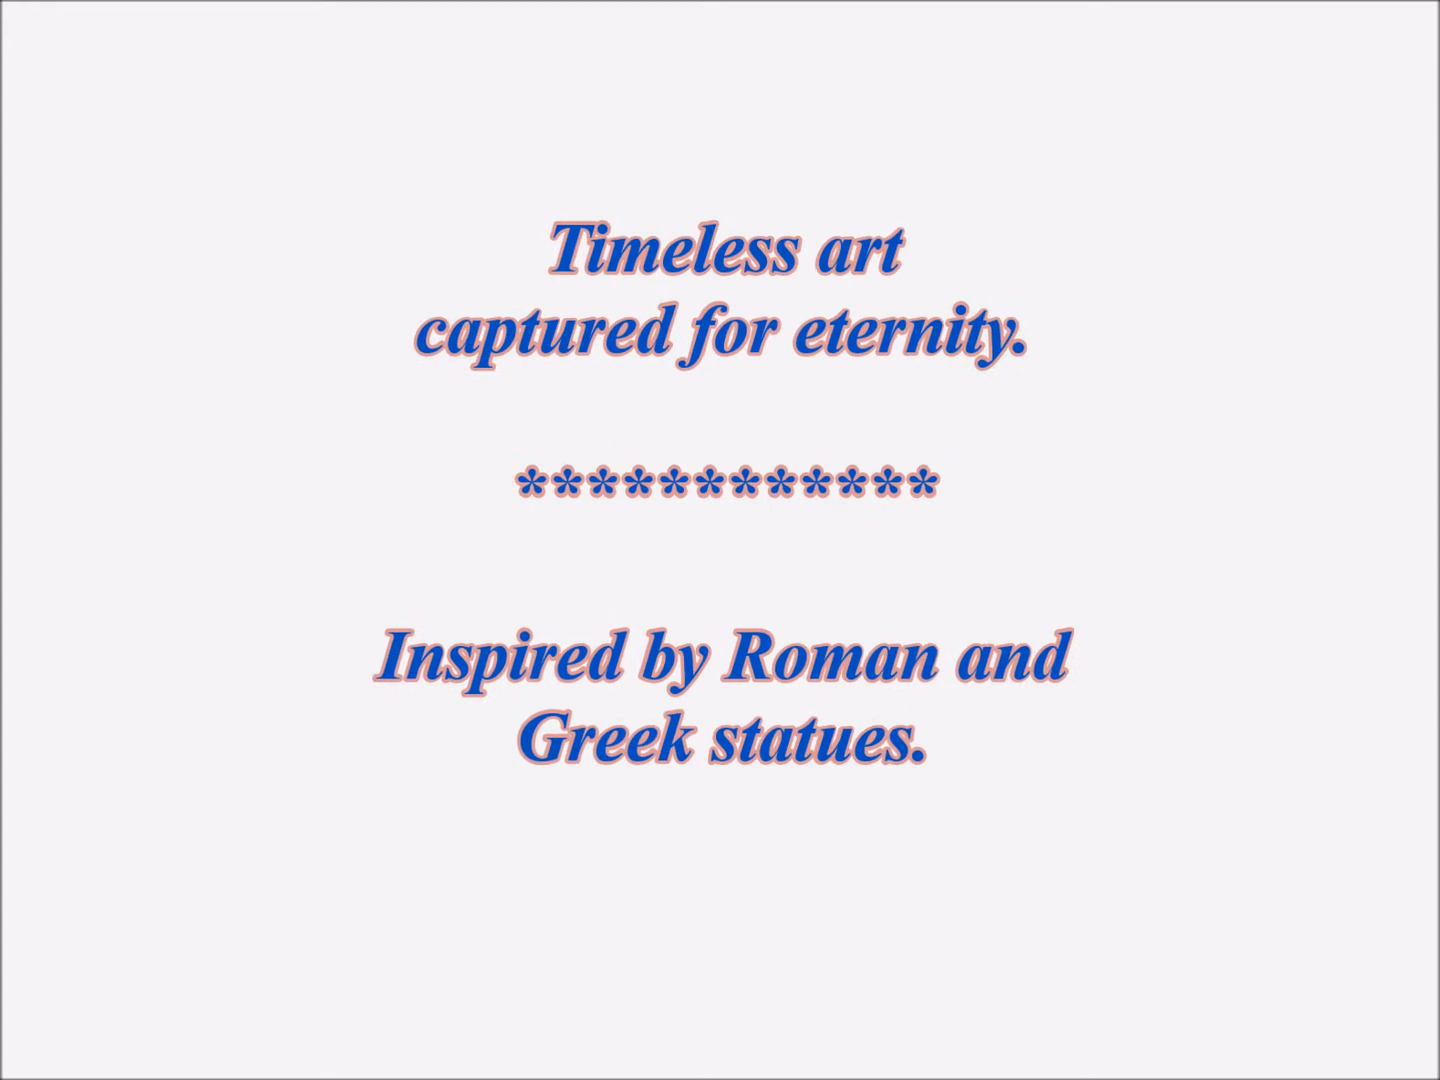 Timeless art
captured for eternity.
************
Inspired by Roman and
Greek statues.